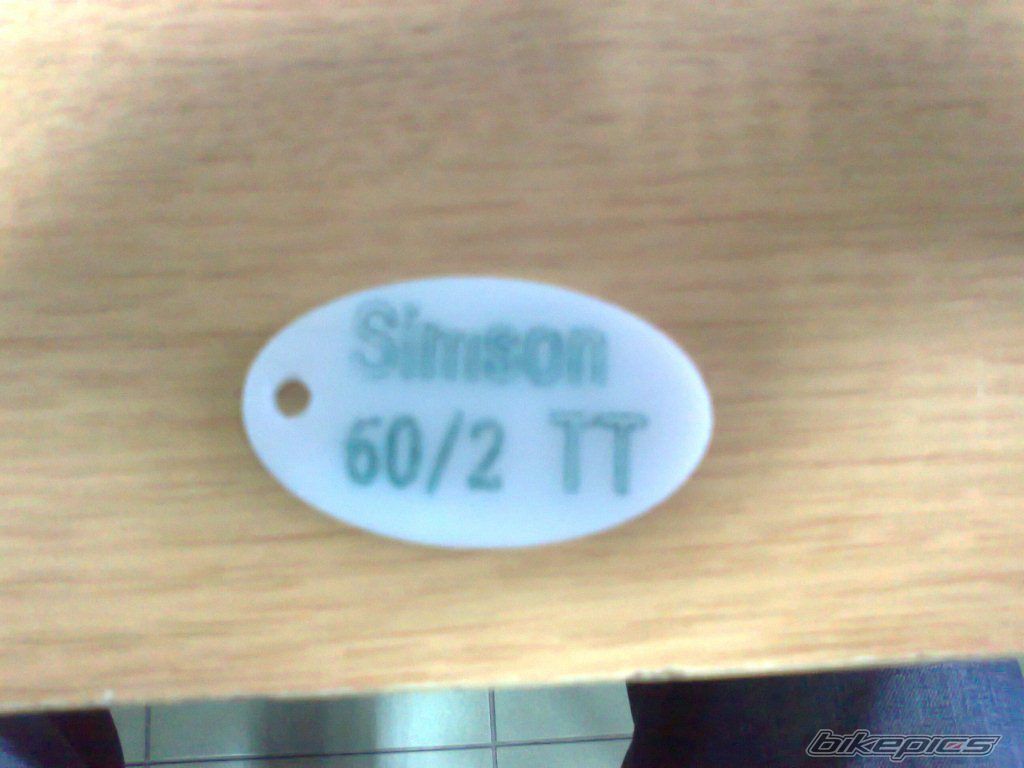 Simson
60/2 TT
bikepics